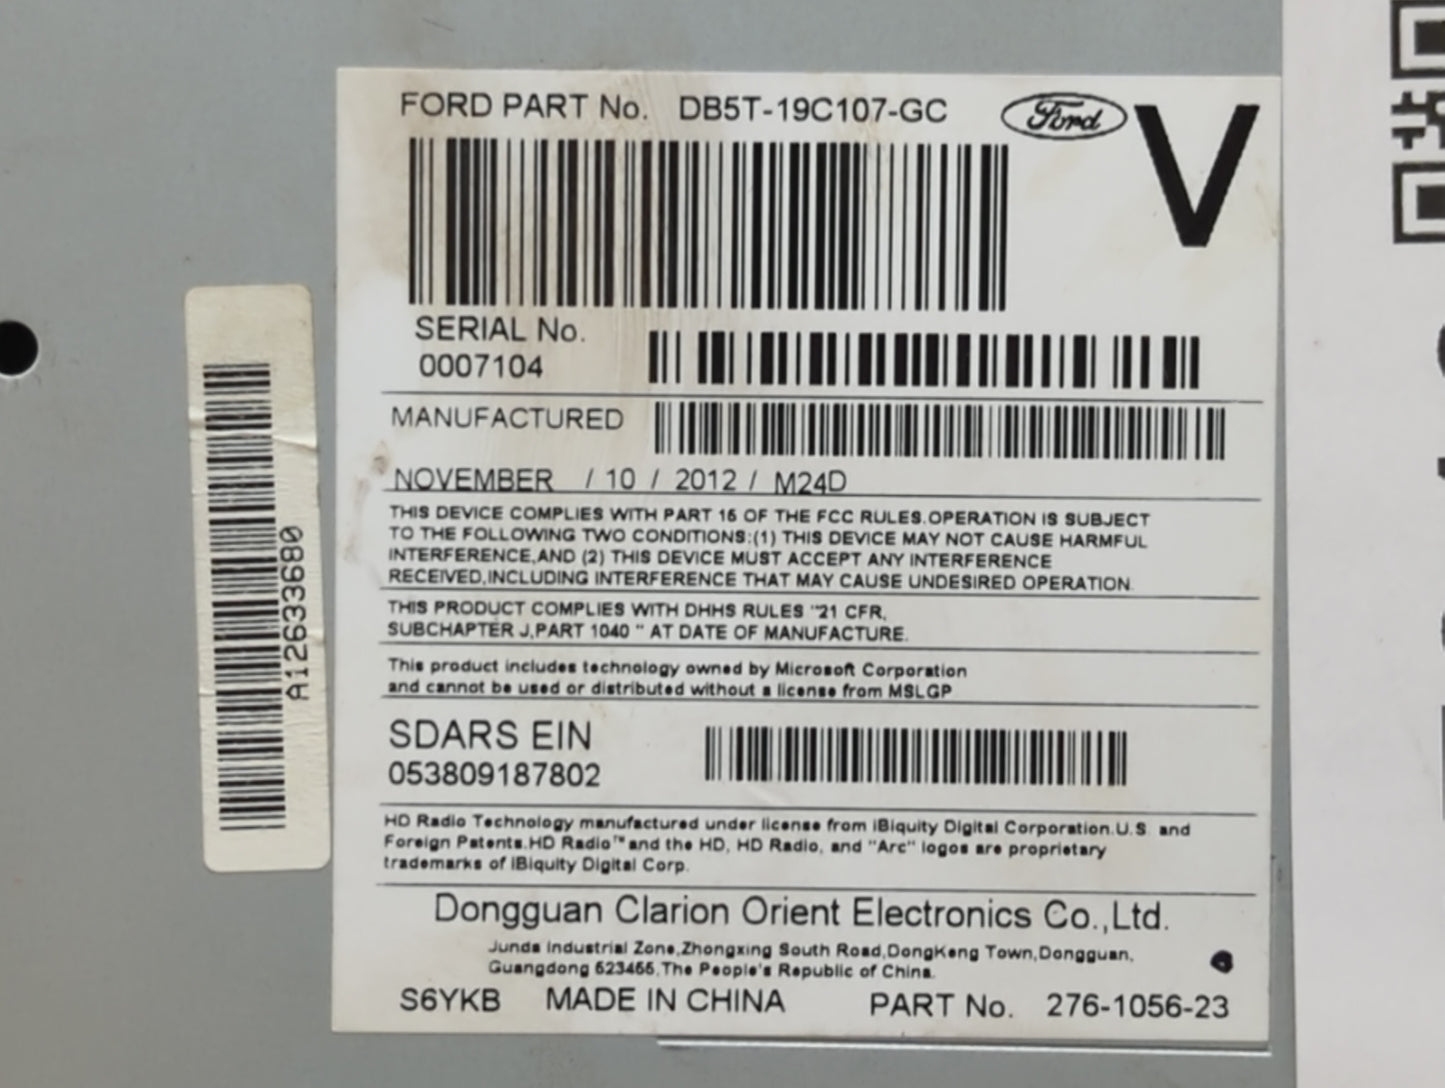 FORD PART No. DB5T-19C107-GC Ford V
SERIAL No.
0007104
MANUFACTURED
NOVEMBER / 10 / 2012 / M24D
THIS DEVICE COMPLIES WITH PART 15 OF THE FCC RULES.OPERATION IS SUBJECT
TO THE FOLLOWING TWO CONDITIONS:(1) THIS DEVICE MAY NOT CAUSE HARMFUL
INTERFERENCE,AND (2) THIS DEVICE MUST ACCEPT ANY INTERFERENCE
RECEIVED,INCLUDING INTERFERENCE THAT MAY CAUSE UNDESIRED OPERATION.
THIS PRODUCT COMPLIES WITH DHHS RULES "21 CFR,
SUBCHAPTER J,PART 1040 " AT DATE OF MANUFACTURE.
This product includes technology owned by Microsoft Corporation
and cannot be used or distributed without a license from MSLGP
SDARS EIN
053809187802
HD Radio Technology manufactured under license from iBiquity Digital Corporation.U.S. and
Foreign Patents.HD Radio™ and the HD, HD Radio, and "Arc" logos are proprietary
trademarks of iBiquity Digital Corp.
Dongguan Clarion Orient Electronics Co.,Ltd.
Junda Industrial Zone,Zhongxing South Road,DongKeng Town,Dongguan,
Guangdong 523455,The People's Republic of China.
S6YKB MADE IN CHINA PART No. 276-1056-23
A12633680